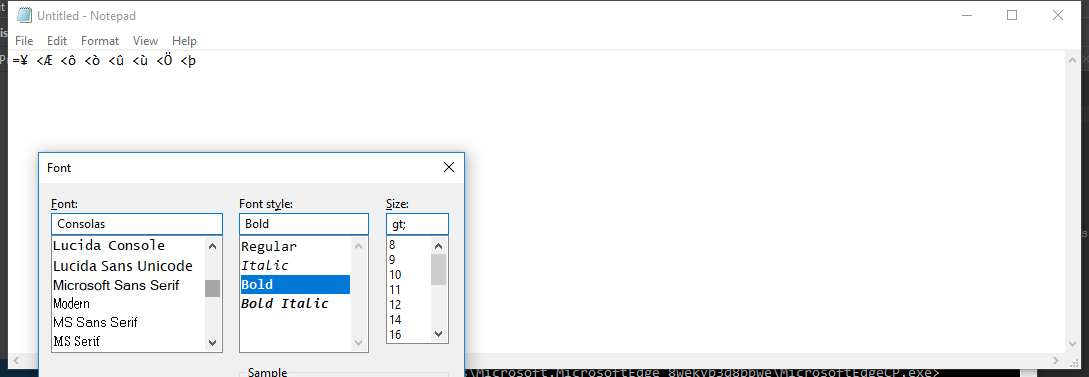 Untitled - Notepad
File Edit Format View Help
=¥ <Æ <ô <ò <û <ù <Ö <þ
Font
Font: Font style: Size:
Consolas Bold gt;
Lucida Console Regular 8
Lucida Sans Unicode Italic 9
Microsoft Sans Serif Bold 10
Modern Bold Italic 11
MS Sans Serif 12
MS Serif 14
16
Sample
\Microsoft.MicrosoftEdge_8wekyb3d8bbwe\MicrosoftEdgeCP.exe>